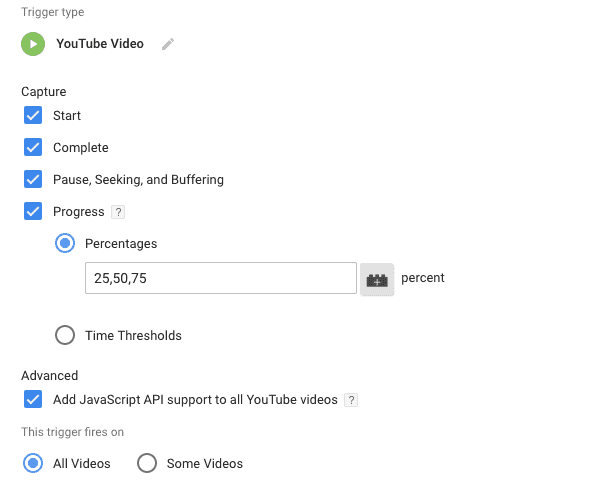 Trigger type
YouTube Video
Capture
Start
Complete
Pause, Seeking, and Buffering
Progress ?
Percentages
25,50,75 percent
Time Thresholds
Advanced
Add JavaScript API support to all YouTube videos ?
This trigger fires on
All Videos Some Videos